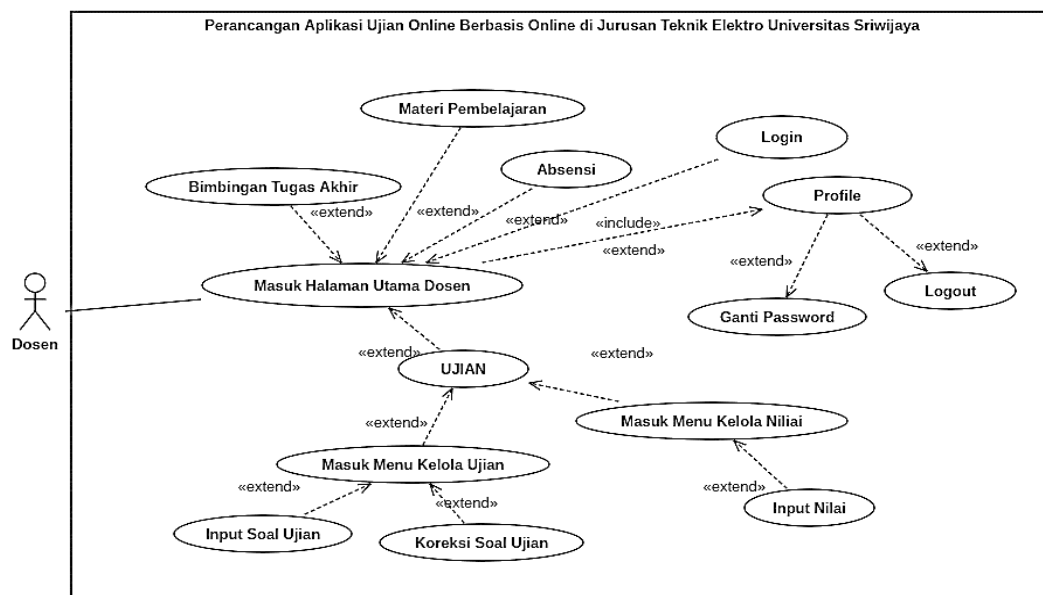 Perancangan Aplikasi Ujian Online Berbasis Online di Jurusan Teknik Elektro Universitas Sriwijaya
Materi Pembelajaran
Login
Absensi
Bimbingan Tugas Akhir
Profile
«extend»
«extend»
«extend»
«include»
«extend»
«extend»
«extend»
Masuk Halaman Utama Dosen
Logout
Ganti Password
Dosen
«extend»
«extend»
UJIAN
Masuk Menu Kelola Niliai
«extend»
Masuk Menu Kelola Ujian
«extend»
«extend»
«extend»
Input Nilai
Input Soal Ujian
Koreksi Soal Ujian